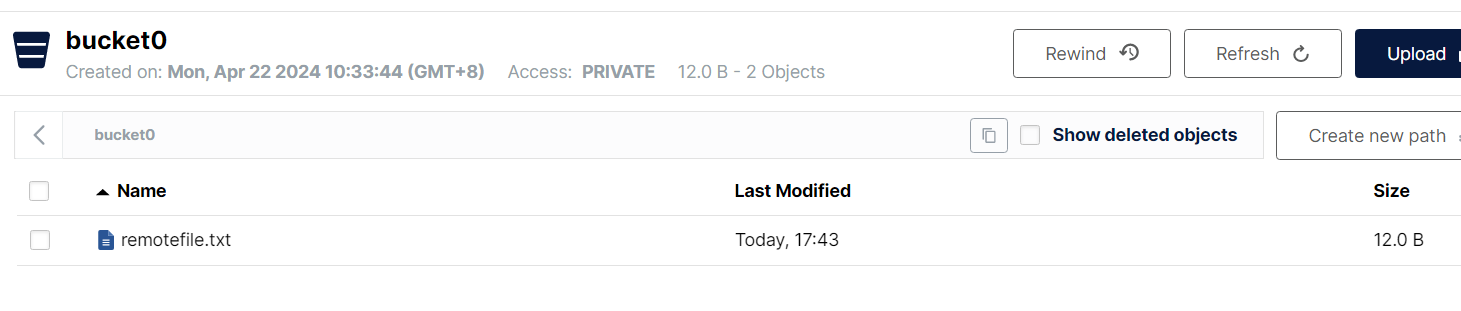 bucket0
Created on: Mon, Apr 22 2024 10:33:44 (GMT+8) Access: PRIVATE 12.0 B - 2 Objects
Rewind Refresh Upload
bucket0 Show deleted objects Create new path
Name Last Modified Size
remotefile.txt Today, 17:43 12.0 B